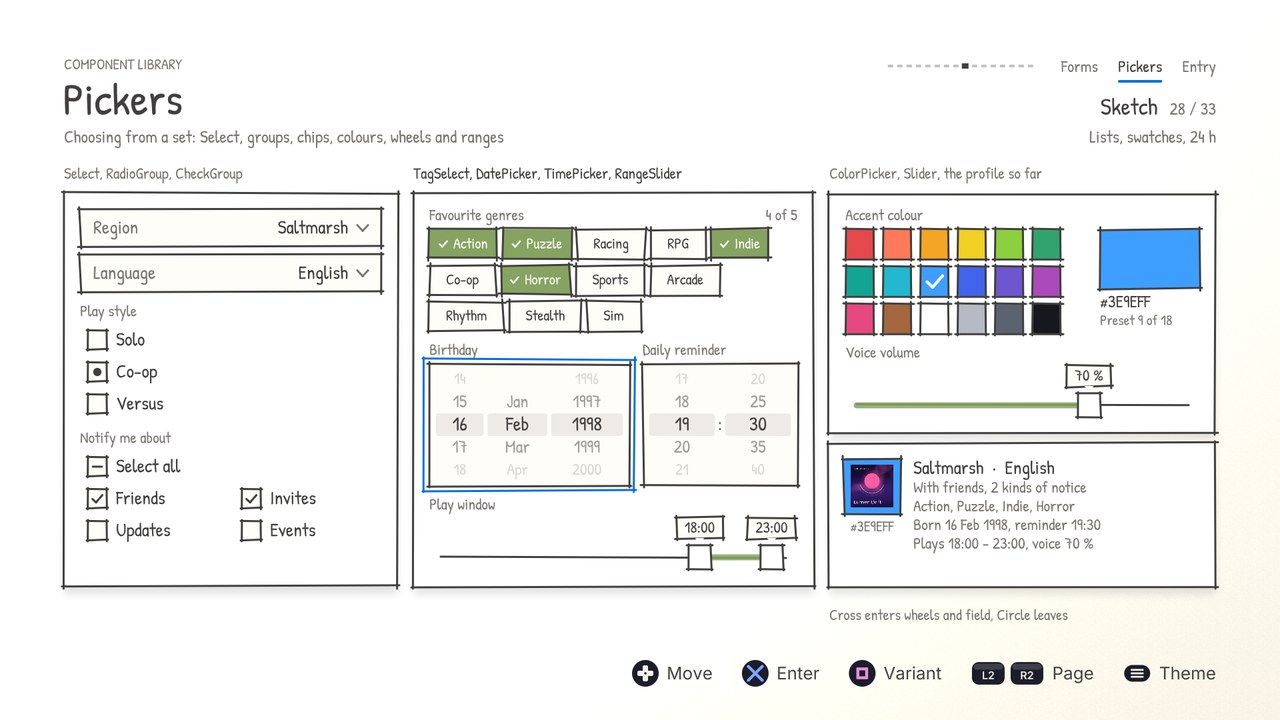 COMPONENT LIBRARY
Pickers
Choosing from a set: Select, groups, chips, colours, wheels and ranges
Forms Pickers Entry
Sketch 28 / 33
Lists, swatches, 24 h
Select, RadioGroup, CheckGroup
Region Saltmarsh
Language English
Play style
Solo
Co-op
Versus
Notify me about
Select all
Friends Invites
Updates Events
TagSelect, DatePicker, TimePicker, RangeSlider
Favourite genres 4 of 5
Action Puzzle Racing RPG Indie
Co-op Horror Sports Arcade
Rhythm Stealth Sim
Birthday Daily reminder
14 1996 17 20
15 Jan 1997 18 25
16 Feb 1998 19 : 30
17 Mar 1999 20 35
18 Apr 2000 21 40
Play window
18:00 23:00
ColorPicker, Slider, the profile so far
Accent colour
#3E9EFF
Preset 9 of 18
Voice volume
70 %
Saltmarsh · English
With friends, 2 kinds of notice
Action, Puzzle, Indie, Horror
Born 16 Feb 1998, reminder 19:30
Plays 18:00 – 23:00, voice 70 %
#3E9EFF
Cross enters wheels and field, Circle leaves
Move Enter Variant L2 R2 Page Theme